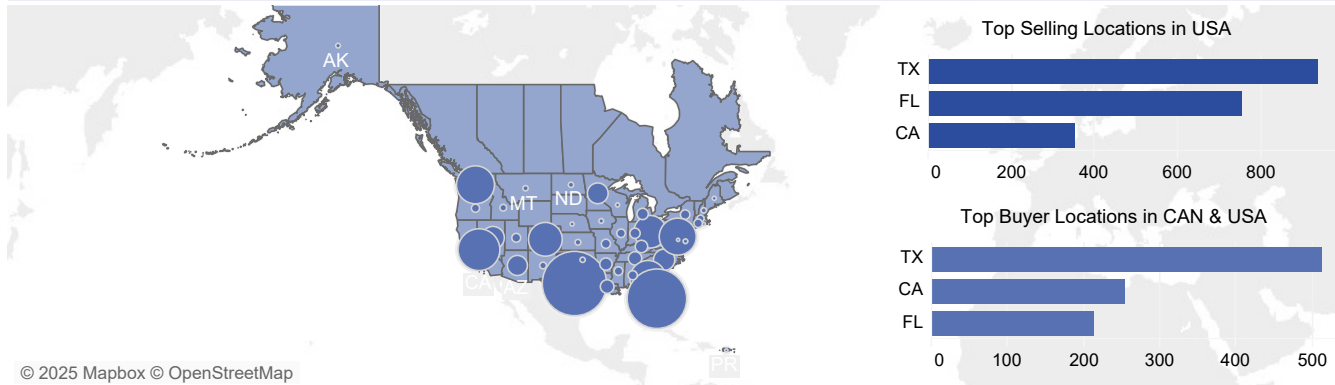 AK
MT
ND
CA
AZ
PR
© 2025 Mapbox © OpenStreetMap
Top Selling Locations in USA
TX
FL
CA
0 200 400 600 800
Top Buyer Locations in CAN & USA
TX
CA
FL
0 100 200 300 400 500